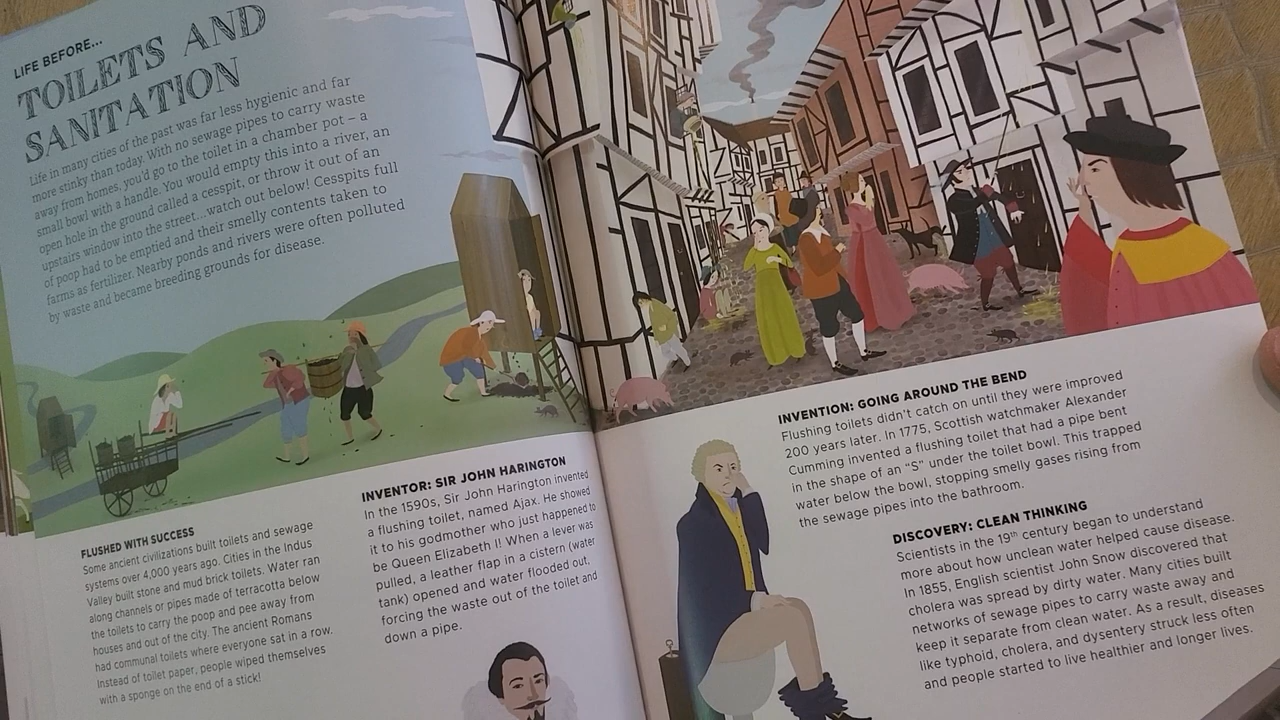 LIFE BEFORE...
TOILETS AND
SANITATION
Life in many cities of the past was far less hygienic and far
more stinky than today. With no sewage pipes to carry waste
away from homes, you'd go to the toilet in a chamber pot – a
small bowl with a handle. You would empty this into a river, an
open hole in the ground called a cesspit, or throw it out of an
upstairs window into the street...watch out below! Cesspits full
of poop had to be emptied and their smelly contents taken to
farms as fertilizer. Nearby ponds and rivers were often polluted
by waste and became breeding grounds for disease.
FLUSHED WITH SUCCESS
Some ancient civilizations built toilets and sewage
systems over 4,000 years ago. Cities in the Indus
Valley built stone and mud brick toilets. Water ran
along channels or pipes made of terracotta below
the toilets to carry the poop and pee away from
houses and out of the city. The ancient Romans
had communal toilets where everyone sat in a row.
Instead of toilet paper, people wiped themselves
with a sponge on the end of a stick!
INVENTOR: SIR JOHN HARINGTON
In the 1590s, Sir John Harington invented
a flushing toilet, named Ajax. He showed
it to his godmother who just happened to
be Queen Elizabeth I! When a lever was
pulled, a leather flap in a cistern (water
tank) opened and water flooded out,
forcing the waste out of the toilet and
down a pipe.
INVENTION: GOING AROUND THE BEND
Flushing toilets didn't catch on until they were improved
200 years later. In 1775, Scottish watchmaker Alexander
Cumming invented a flushing toilet that had a pipe bent
in the shape of an "S" under the toilet bowl. This trapped
water below the bowl, stopping smelly gases rising from
the sewage pipes into the bathroom.
DISCOVERY: CLEAN THINKING
Scientists in the 19th century began to understand
more about how unclean water helped cause disease.
In 1855, English scientist John Snow discovered that
cholera was spread by dirty water. Many cities built
networks of sewage pipes to carry waste away and
keep it separate from clean water. As a result, diseases
like typhoid, cholera, and dysentery struck less often
and people started to live healthier and longer lives.